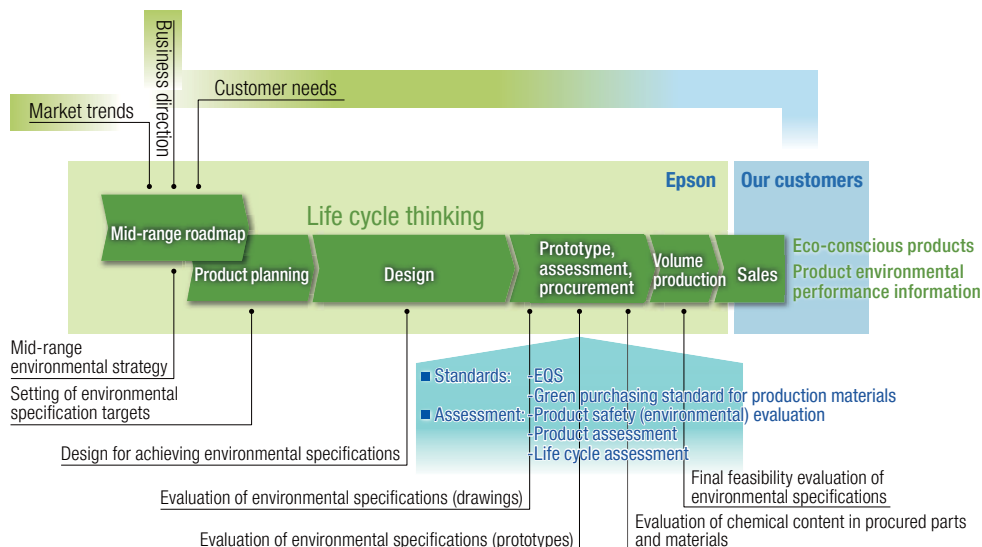 Business
direction
Customer needs
Market trends
Epson
Our customers
Life cycle thinking
Mid-range roadmap
Product planning
Design
Prototype,
assessment,
procurement
Volume
production
Sales
Eco-conscious products
Product environmental
performance information
Mid-range
environmental strategy
Setting of environmental
specification targets
Standards: -EQS
-Green purchasing standard for production materials
Assessment: -Product safety (environmental) evaluation
-Product assessment
-Life cycle assessment
Design for achieving environmental specifications
Final feasibility evaluation of
environmental specifications
Evaluation of environmental specifications (drawings)
Evaluation of chemical content in procured parts
and materials
Evaluation of environmental specifications (prototypes)